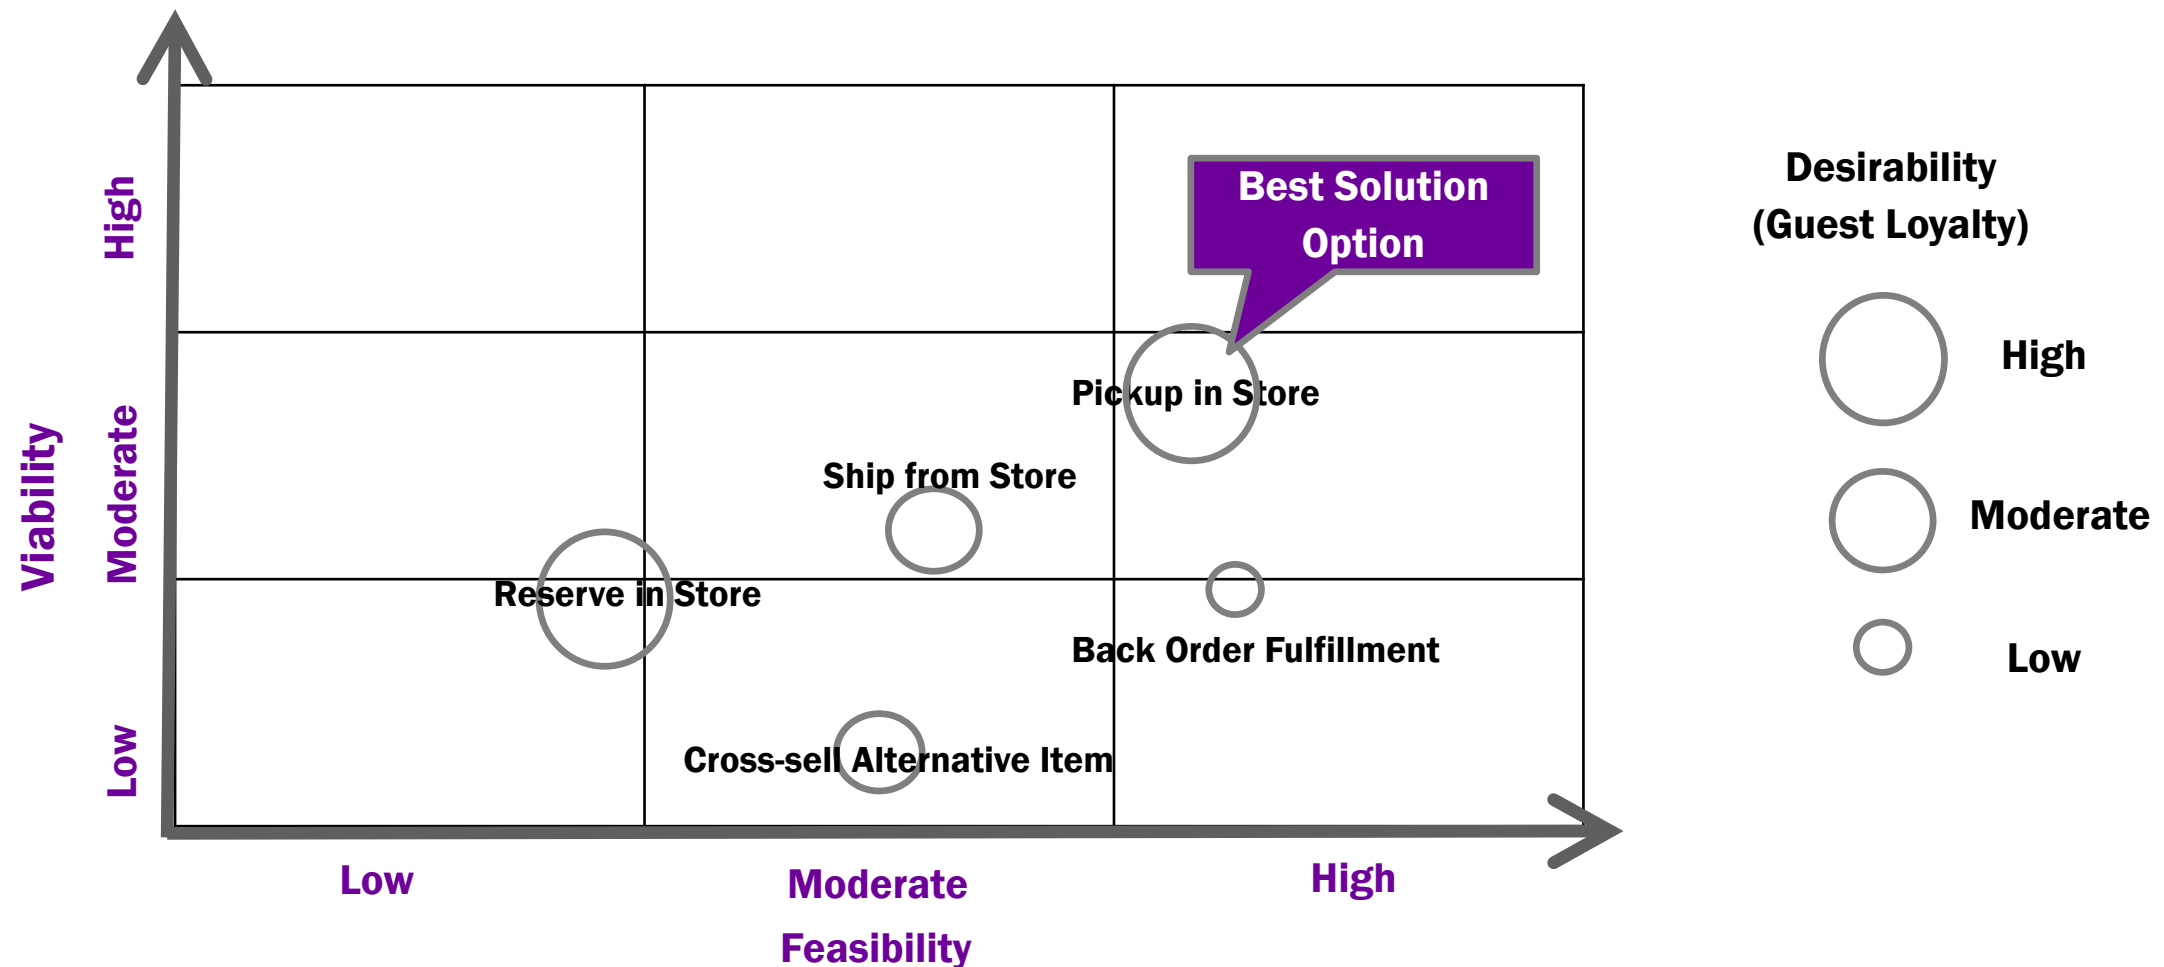 High
Moderate
Low
Viability
Best Solution
Option
Pickup in Store
Ship from Store
Reserve in Store
Back Order Fulfillment
Cross-sell Alternative Item
Low
Moderate
High
Feasibility
Desirability
(Guest Loyalty)
High
Moderate
Low